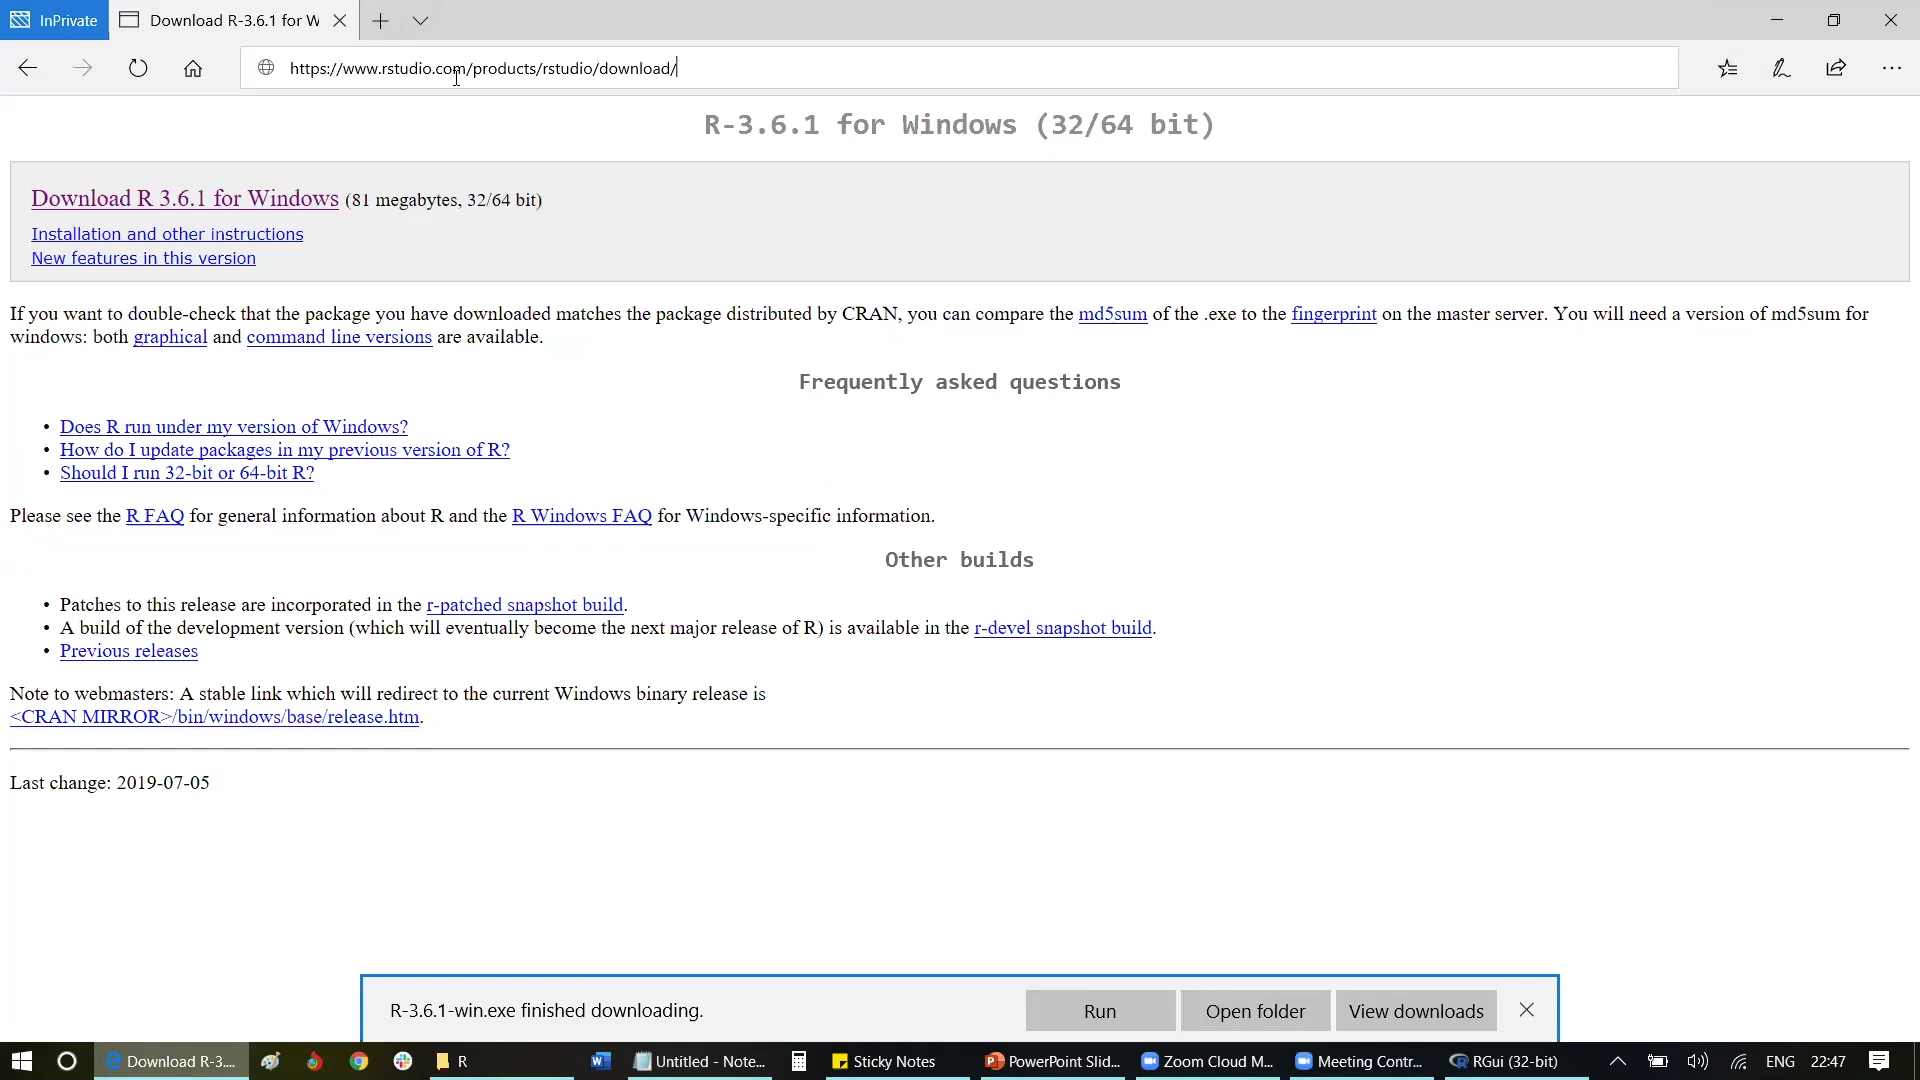 InPrivate
Download R-3.6.1 for W
https://www.rstudio.com/products/rstudio/download/
R-3.6.1 for Windows (32/64 bit)
Download R 3.6.1 for Windows (81 megabytes, 32/64 bit)
Installation and other instructions
New features in this version
If you want to double-check that the package you have downloaded matches the package distributed by CRAN, you can compare the md5sum of the .exe to the fingerprint on the master server. You will need a version of md5sum for
windows: both graphical and command line versions are available.
Frequently asked questions
• Does R run under my version of Windows?
• How do I update packages in my previous version of R?
• Should I run 32-bit or 64-bit R?
Please see the R FAQ for general information about R and the R Windows FAQ for Windows-specific information.
Other builds
• Patches to this release are incorporated in the r-patched snapshot build.
• A build of the development version (which will eventually become the next major release of R) is available in the r-devel snapshot build.
• Previous releases
Note to webmasters: A stable link which will redirect to the current Windows binary release is
<CRAN MIRROR>/bin/windows/base/release.htm.
Last change: 2019-07-05
R-3.6.1-win.exe finished downloading.
Run
Open folder
View downloads
Download R-3....
R
Untitled - Note...
Sticky Notes
PowerPoint Slid...
Zoom Cloud M...
Meeting Contr...
RGui (32-bit)
ENG
22:47